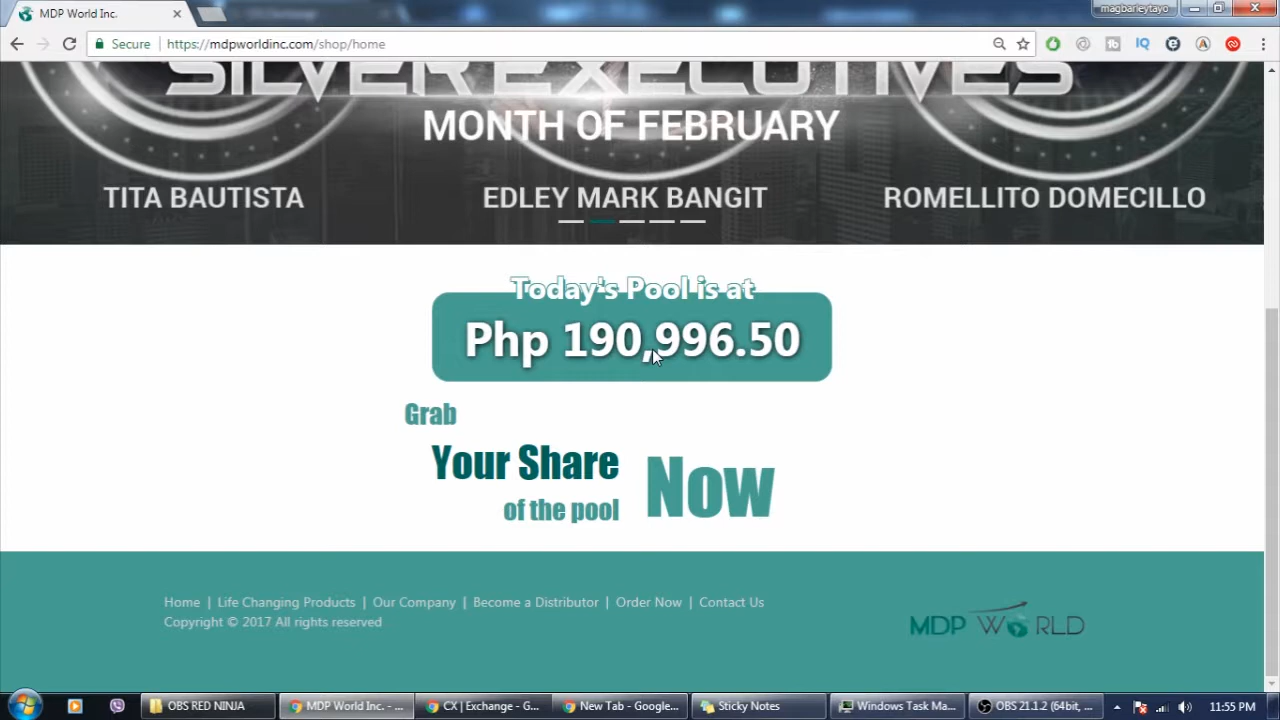 MDP World Inc.
magbarleytayo
Secure
https://mdpworldinc.com/shop/home
SILVER EXECUTIVES
MONTH OF FEBRUARY
TITA BAUTISTA
EDLEY MARK BANGIT
ROMELLITO DOMECILLO
Today's Pool is at
Php 190,996.50
Grab
Your Share
of the pool
Now
Home | Life Changing Products | Our Company | Become a Distributor | Order Now | Contact Us
Copyright © 2017 All rights reserved
MDP WORLD
OBS RED NINJA
MDP World Inc. - ...
CX | Exchange - G...
New Tab - Google...
Sticky Notes
Windows Task Ma...
OBS 21.1.2 (64bit, ...
11:55 PM